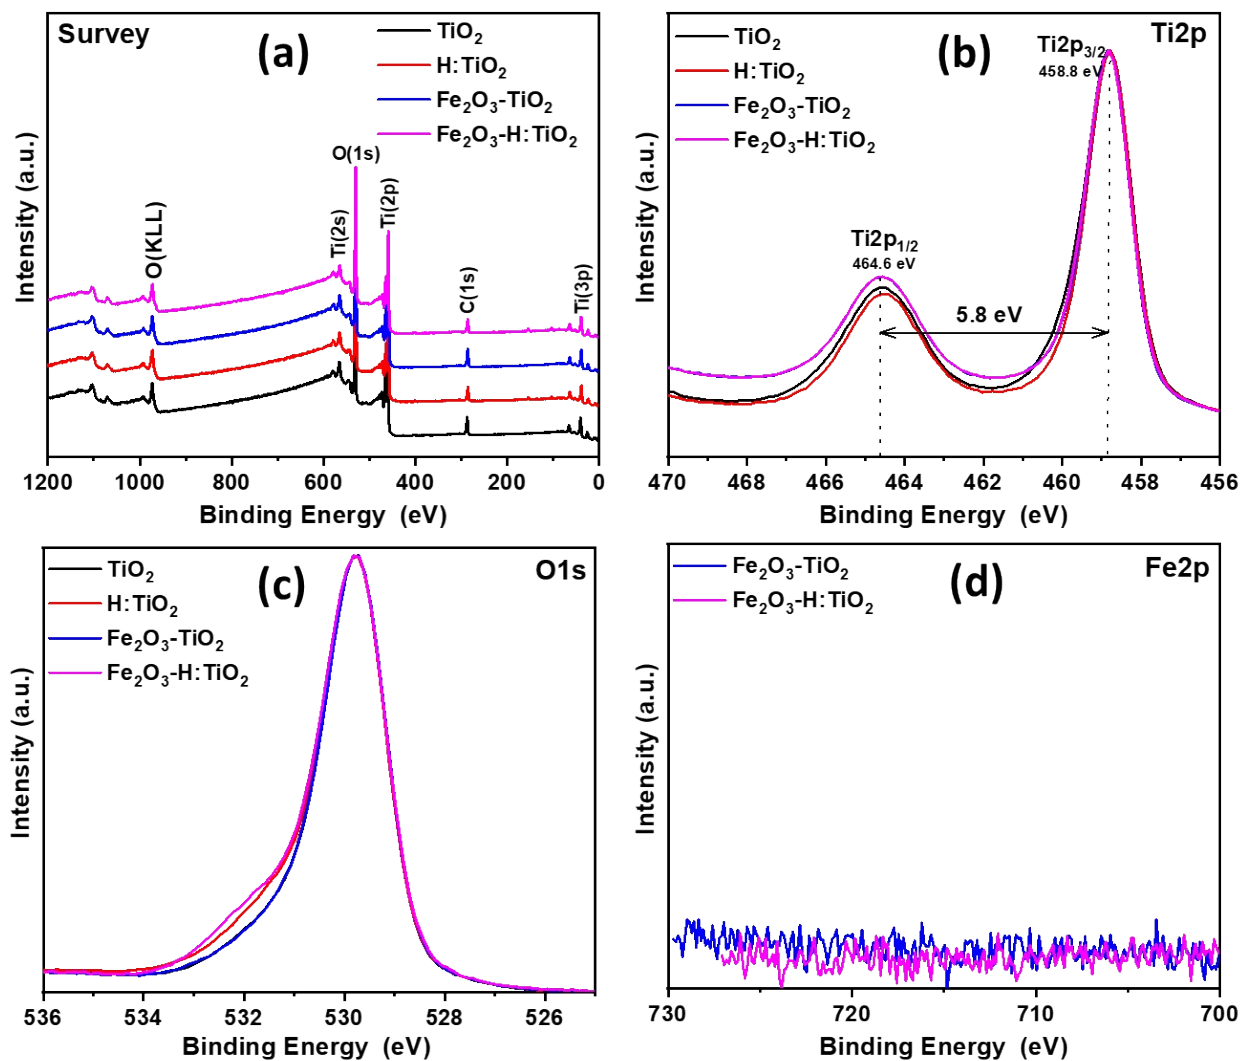 Survey
(a)
TiO2
H:TiO2
Fe2O3-TiO2
Fe2O3-H:TiO2
O(KLL)
Ti(2s)
O(1s)
Ti(2p)
C(1s)
Ti(3p)
Intensity (a.u.)
1200 1000 800 600 400 200 0
Binding Energy (eV)
TiO2
H:TiO2
Fe2O3-TiO2
Fe2O3-H:TiO2
(b)
Ti2p
Ti2p3/2
458.8 eV
Ti2p1/2
464.6 eV
5.8 eV
Intensity (a.u.)
470 468 466 464 462 460 458 456
Binding Energy (eV)
TiO2
H:TiO2
Fe2O3-TiO2
Fe2O3-H:TiO2
(c)
O1s
Intensity (a.u.)
536 534 532 530 528 526
Binding Energy (eV)
Fe2O3-TiO2
Fe2O3-H:TiO2
(d)
Fe2p
Intensity (a.u.)
730 720 710 700
Binding Energy (eV)